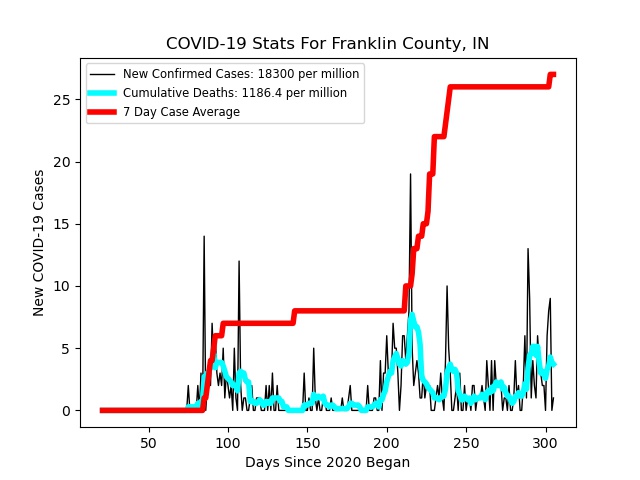 COVID-19 Stats For Franklin County, IN
New Confirmed Cases: 18300 per million
Cumulative Deaths: 1186.4 per million
7 Day Case Average
New COVID-19 Cases
25
20
15
10
5
0
50 100 150 200 250 300
Days Since 2020 Began